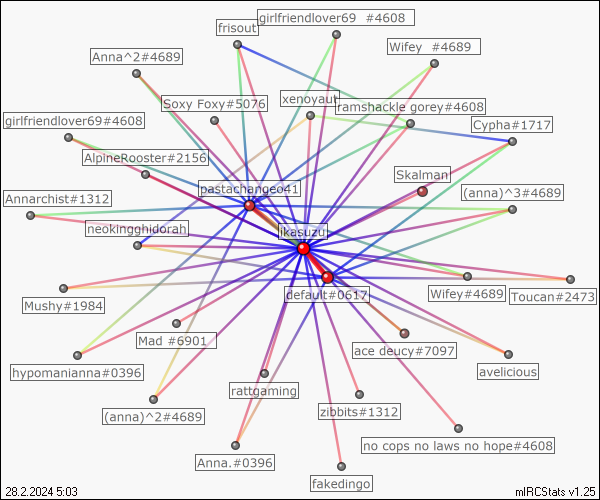 girlfriendlover69  #4608
frisout
Wifey  #4689
Anna^2#4689
Soxy Foxy#5076
xenoyaut
ramshackle gorey#4608
girlfriendlover69#4608
Cypha#1717
AlpineRooster#2156
Skalman
pastachangeo41
(anna)^3#4689
Annarchist#1312
neokingghidorah
ikasuzu
default#0617
Wifey#4689
Toucan#2473
Mushy#1984
Mad #6901
ace deucy#7097
hypomanianna#0396
avelicious
rattgaming
(anna)^2#4689
zibbits#1312
no cops no laws no hope#4608
Anna.#0396
fakedingo
28.2.2024 5:03
mIRCStats v1.25